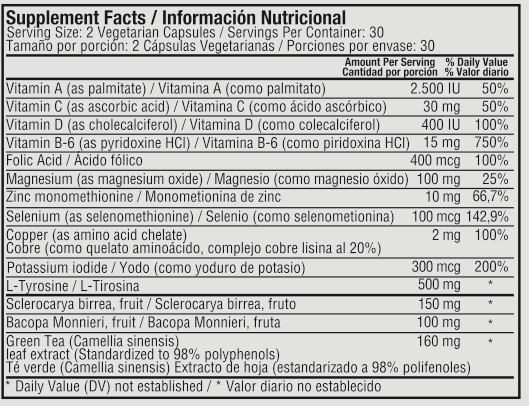 Supplement Facts / Información Nutricional
Serving Size: 2 Vegetarian Capsules / Servings Per Container: 30
Tamaño por porción: 2 Cápsulas Vegetarianas / Porciones por envase: 30
Amount Per Serving % Daily Value
Cantidad por porción % Valor diario
Vitamin A (as palmitate) / Vitamina A (como palmitato) 2.500 IU 50%
Vitamin C (as ascorbic acid) / Vitamina C (como ácido ascórbico) 30 mg 50%
Vitamin D (as cholecalciferol) / Vitamina D (como colecalciferol) 400 IU 100%
Vitamin B-6 (as pyridoxine HCl) / Vitamina B-6 (como piridoxina HCl) 15 mg 750%
Folic Acid / Ácido fólico 400 mcg 100%
Magnesium (as magnesium oxide) / Magnesio (como magnesio óxido) 100 mg 25%
Zinc monomethionine / Monometionina de zinc 10 mg 66,7%
Selenium (as selenomethionine) / Selenio (como selenometionina) 100 mcg 142,9%
Copper (as amino acid chelate) 2 mg 100%
Cobre (como quelato aminoácido, complejo cobre lisina al 20%)
Potassium iodide / Yodo (como yoduro de potasio) 300 mcg 200%
L-Tyrosine / L-Tirosina 500 mg *
Sclerocarya birrea, fruit / Sclerocarya birrea, fruto 150 mg *
Bacopa Monnieri, fruit / Bacopa Monnieri, fruta 100 mg *
Green Tea (Camellia sinensis) 160 mg *
leaf extract (Standardized to 98% polyphenols)
Té verde (Camellia sinensis) Extracto de hoja (estandarizado a 98% polifenoles)
* Daily Value (DV) not established / * Valor diario no establecido